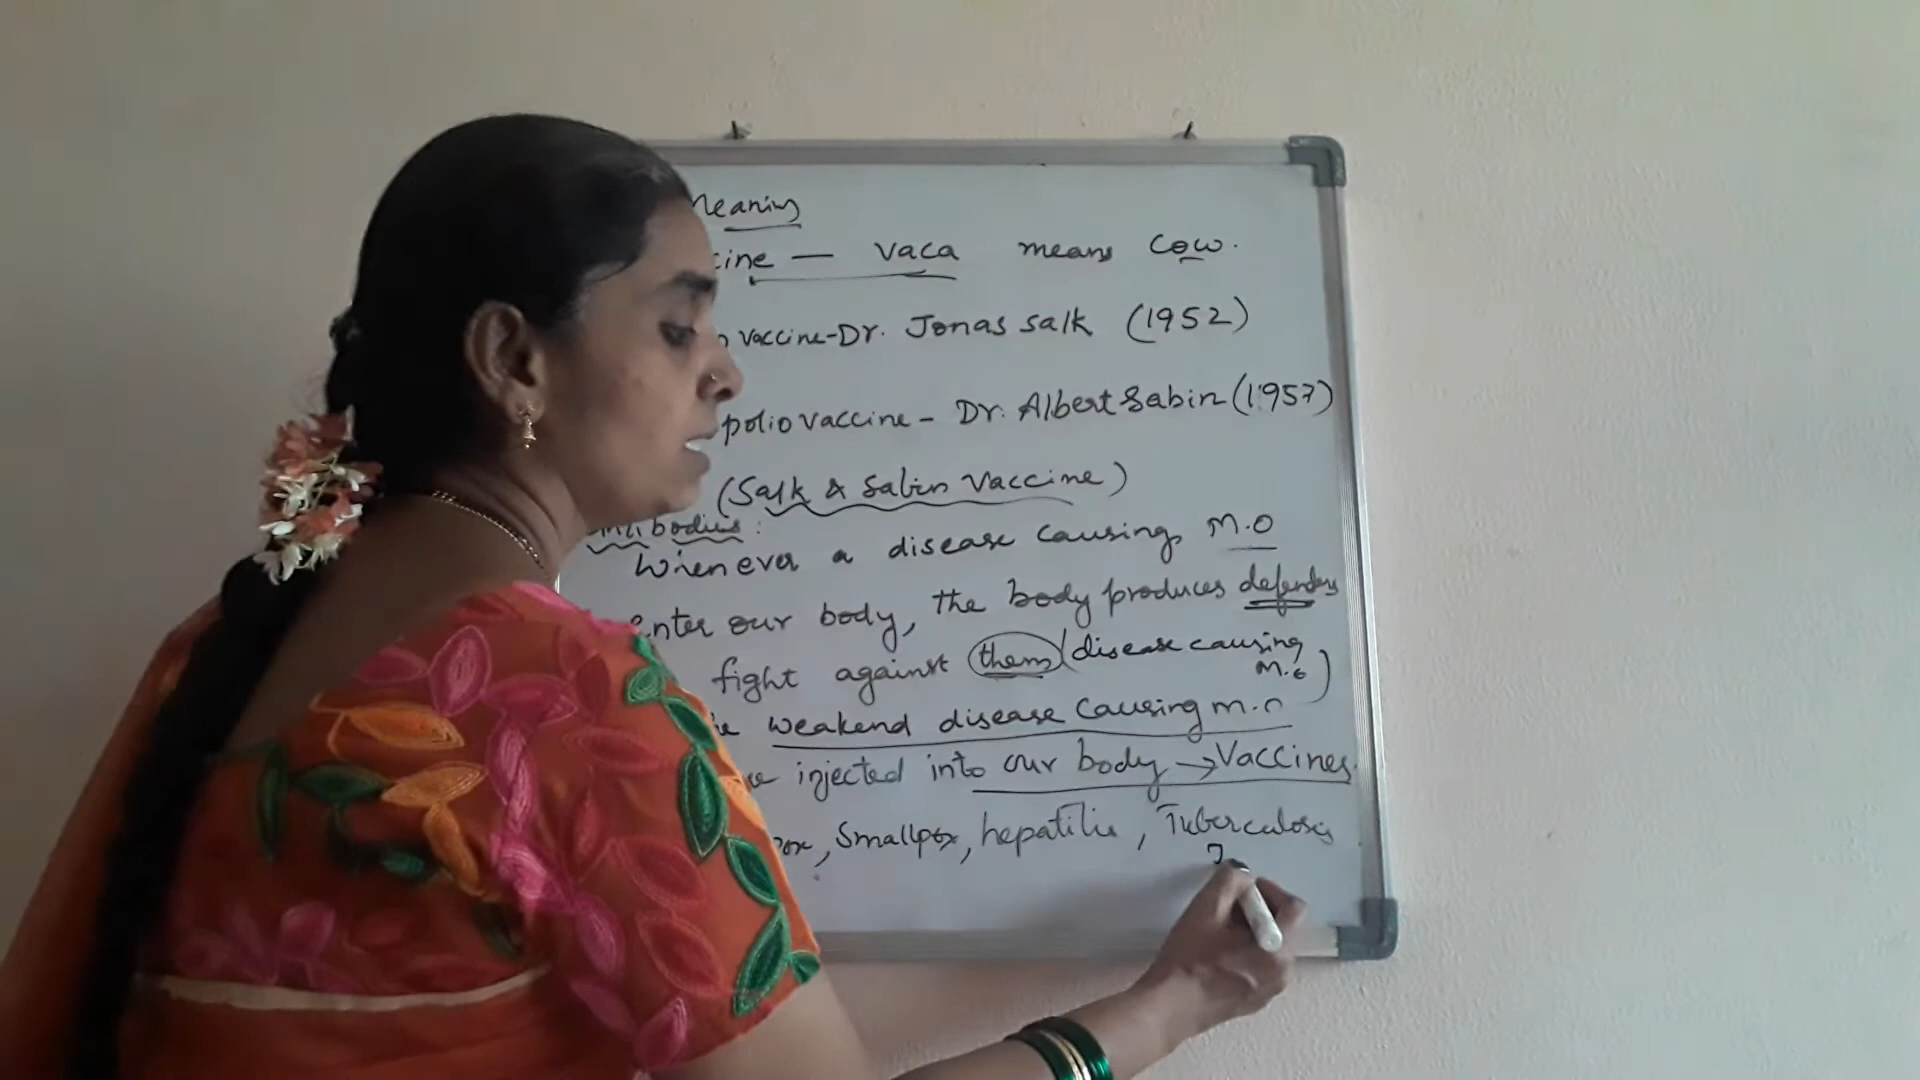 Meaning
cine — Vaca means Cow.
Vaccine-Dr. Jonas Salk (1952)
polio vaccine - Dr. Albert Sabin (1957)
(Salk & Sabin Vaccine)
antibodies:
Whenever a disease causing M.O
enter our body, the body produces defenders
fight against them (disease causing
M.O)
weakend disease causing m.o
injected into our body → Vaccines.
pox, Smallpox, hepatitis, Tuberculosis